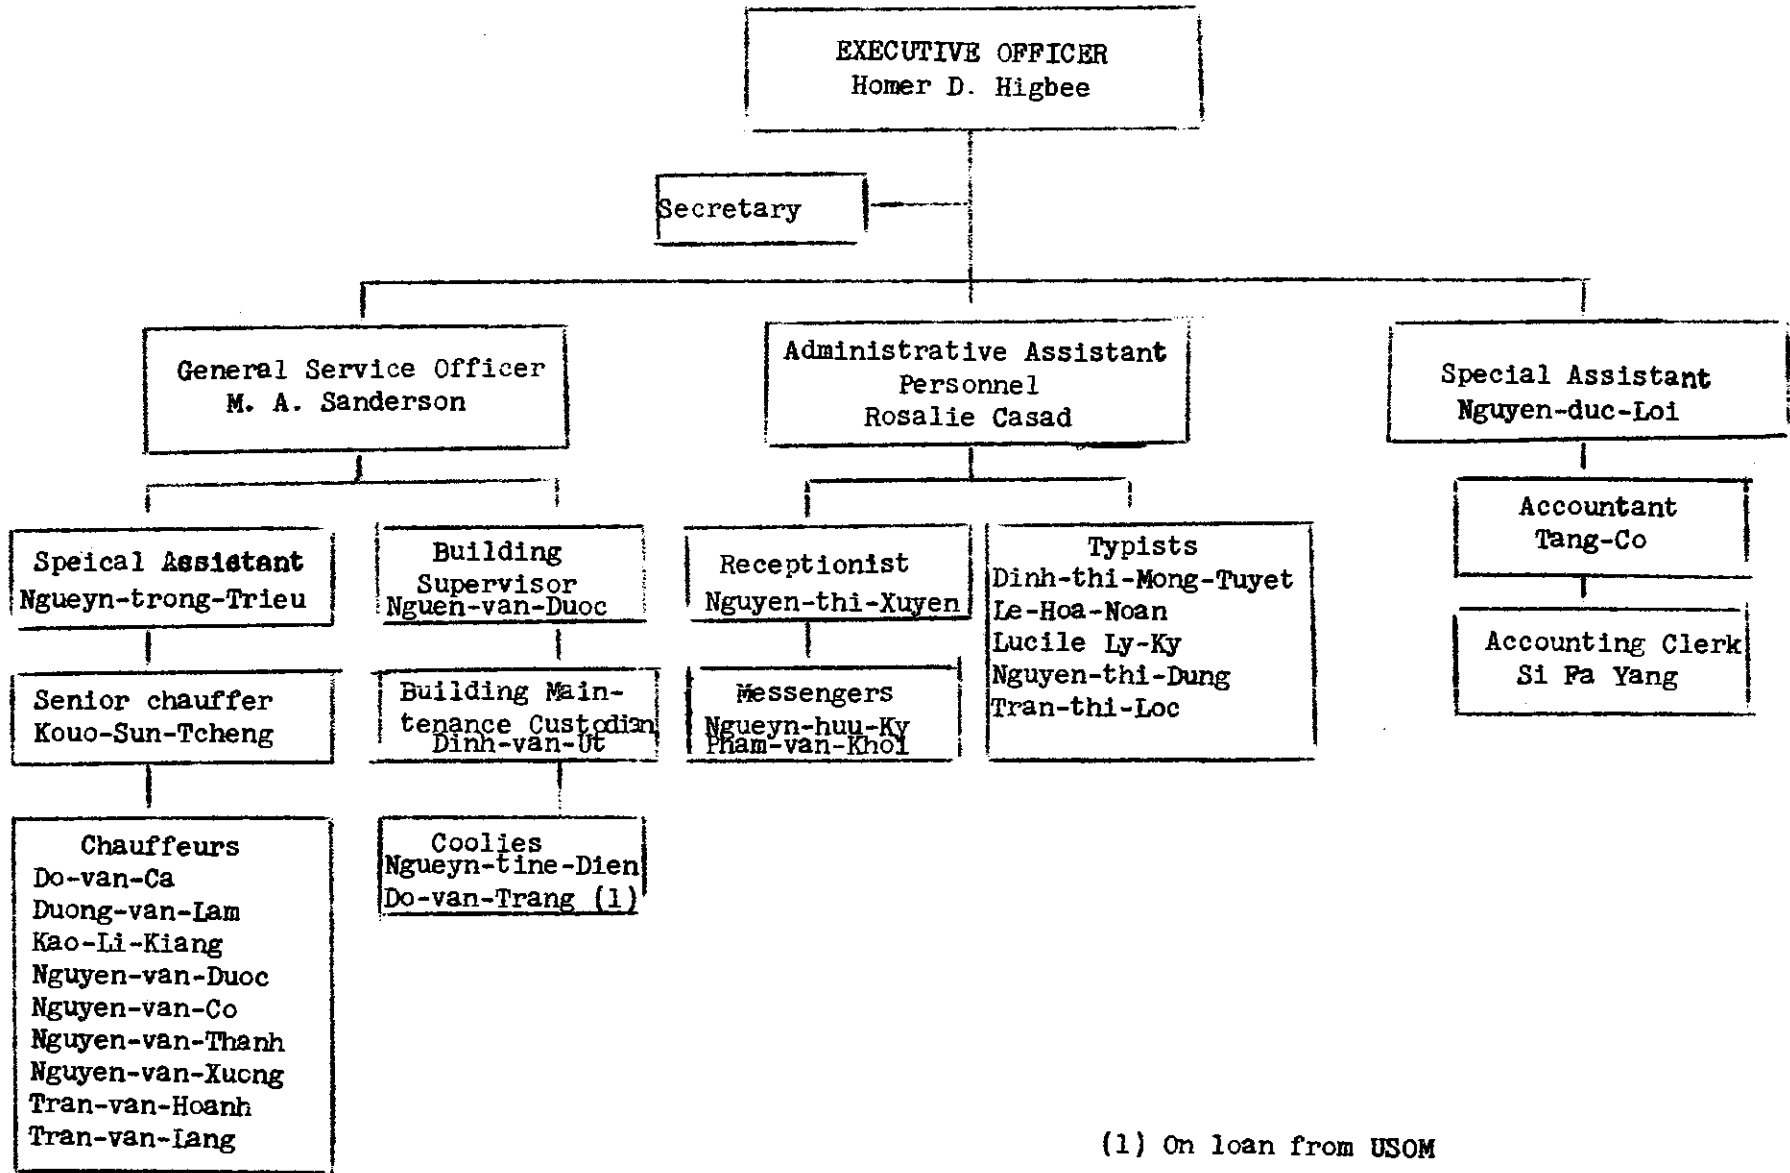 EXECUTIVE OFFICER
Homer D. Higbee
Secretary
General Service Officer
M. A. Sanderson
Administrative Assistant
Personnel
Rosalie Casad
Special Assistant
Nguyen-duc-Loi
Speical Assistant
Ngueyn-trong-Trieu
Building
Supervisor
Nguen-van-Duoc
Receptionist
Nguyen-thi-Xuyen
Typists
Dinh-thi-Mong-Tuyet
Le-Hoa-Noan
Lucile Ly-Ky
Nguyen-thi-Dung
Tran-thi-Loc
Accountant
Tang-Co
Accounting Clerk
Si Fa Yang
Senior chauffer
Kouo-Sun-Tcheng
Building Main-
tenance Custodian
Dinh-van-Ut
Messengers
Ngueyn-huu-Ky
Pham-van-Khoi
Chauffeurs
Do-van-Ca
Duong-van-Lam
Kao-Li-Kiang
Nguyen-van-Duoc
Nguyen-van-Co
Nguyen-van-Thanh
Nguyen-van-Xuong
Tran-van-Hoanh
Tran-van-Lang
Coolies
Ngueyn-tine-Dien
Do-van-Trang (1)
(1) On loan from USOM